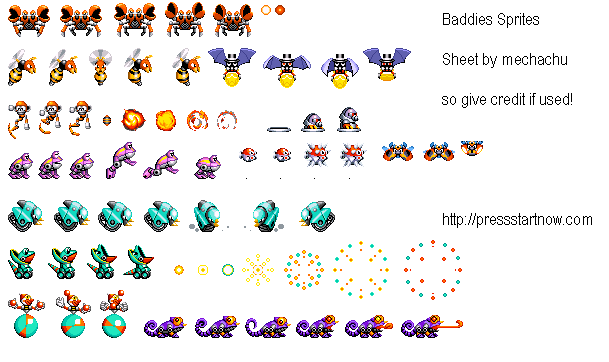 Baddies Sprites
Sheet by mechachu
so give credit if used!
http://pressstartnow.com